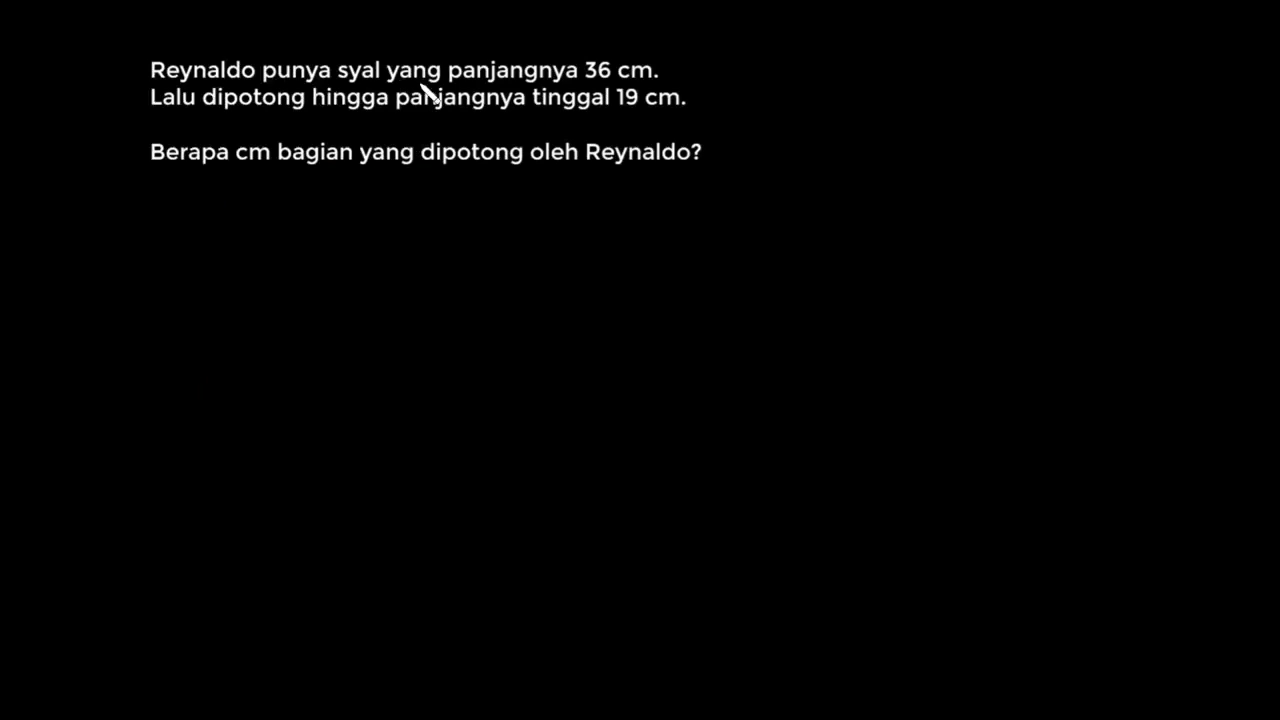 Reynaldo punya syal yang panjangnya 36 cm.
Lalu dipotong hingga panjangnya tinggal 19 cm.
Berapa cm bagian yang dipotong oleh Reynaldo?